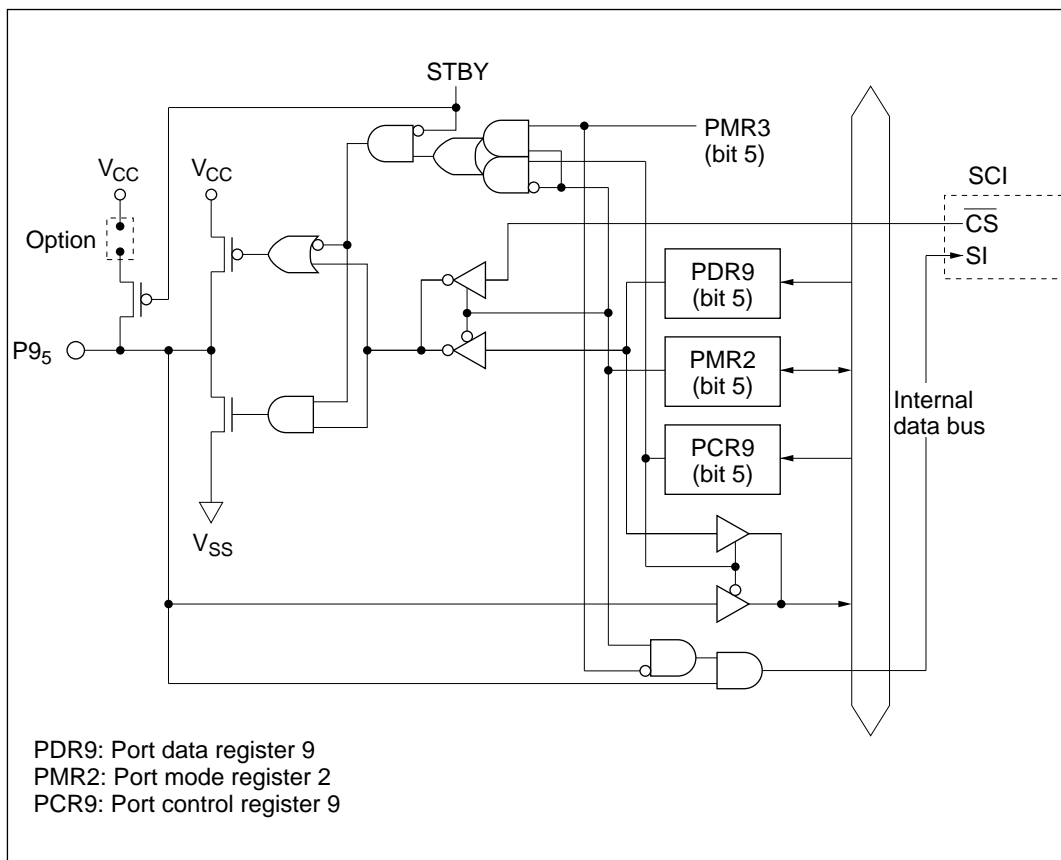 STBY
PMR3
(bit 5)
VCC
VCC
SCI
Option
CS
SI
PDR9
(bit 5)
P95
PMR2
(bit 5)
Internal
data bus
PCR9
(bit 5)
VSS
PDR9: Port data register 9
PMR2: Port mode register 2
PCR9: Port control register 9